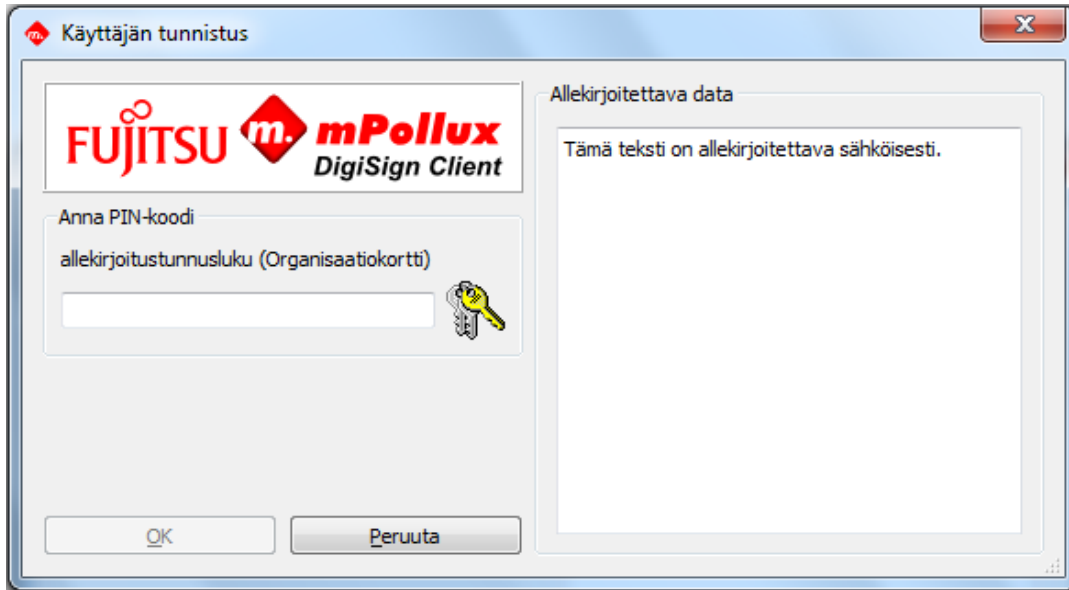 Käyttäjän tunnistus
FUJITSU m. mPollux
DigiSign Client
Anna PIN-koodi
allekirjoitustunnusluku (Organisaatiokortti)
OK
Peruuta
Allekirjoitettava data
Tämä teksti on allekirjoitettava sähköisesti.